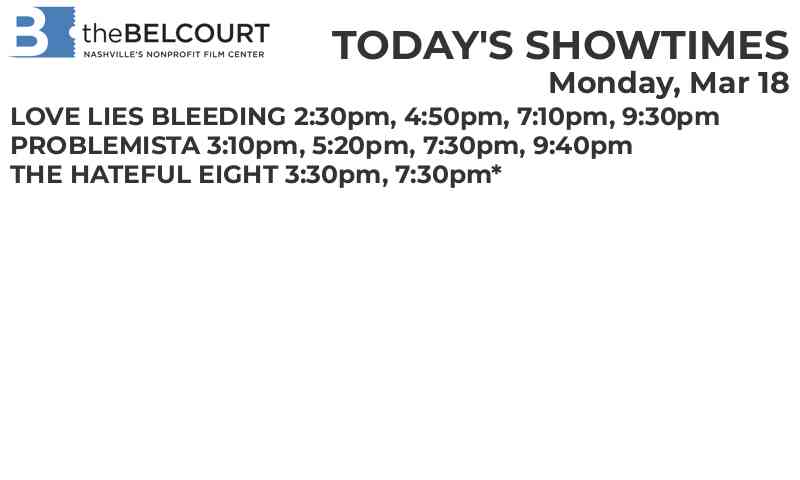 B theBELCOURT
NASHVILLE'S NONPROFIT FILM CENTER
TODAY'S SHOWTIMES
Monday, Mar 18
LOVE LIES BLEEDING 2:30pm, 4:50pm, 7:10pm, 9:30pm
PROBLEMISTA 3:10pm, 5:20pm, 7:30pm, 9:40pm
THE HATEFUL EIGHT 3:30pm, 7:30pm*